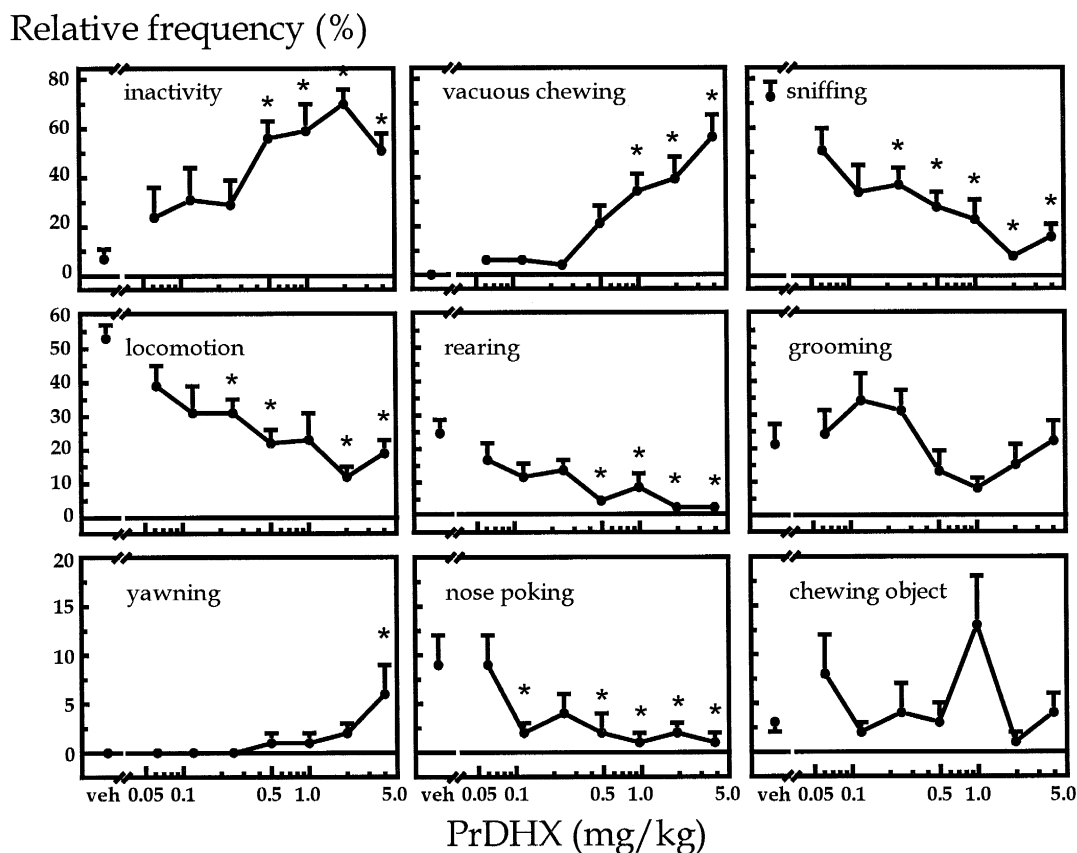 Relative frequency (%)
80
60
40
20
0
inactivity
* * * *
vacuous chewing
* * *
sniffing
* * * * *
60
50
40
30
20
10
0
locomotion
* * * *
rearing
* * * *
grooming
20
15
10
5
0
yawning
*
nose poking
* * * * *
chewing object
veh 0.05 0.1 0.5 1.0 5.0
veh 0.05 0.1 0.5 1.0 5.0
veh 0.05 0.1 0.5 1.0 5.0
PrDHX (mg/kg)